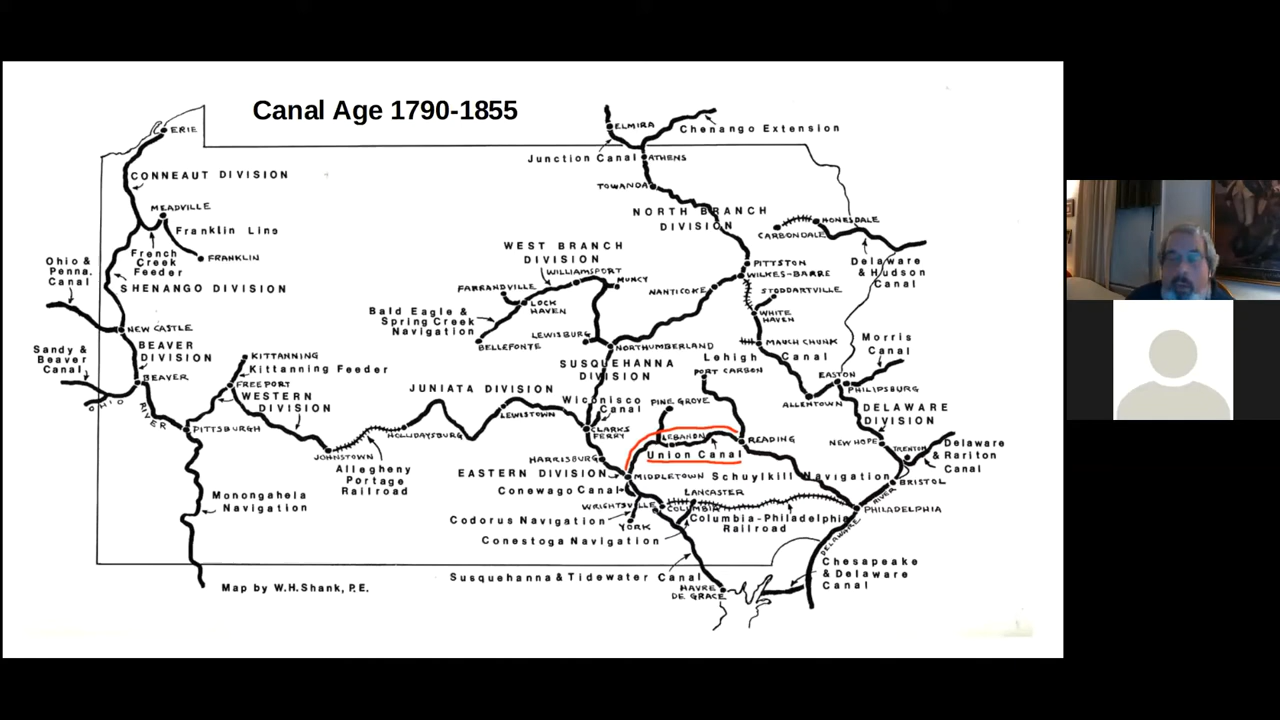 Canal Age 1790-1855
ERIE
CONNEAUT DIVISION
MEADVILLE
Franklin Line
French
Creek
Feeder
FRANKLIN
Ohio &
Penna.
Canal
SHENANGO DIVISION
NEW CASTLE
BEAVER
DIVISION
Sandy &
Beaver
Canal
BEAVER
OHIO
RIVER
KITTANNING
Kittanning Feeder
FREEPORT
WESTERN
DIVISION
PITTSBURGH
JOHNSTOWN
Allegheny
Portage
Railroad
HOLLIDAYSBURG
Monongahela
Navigation
Map by W.H.Shank, P.E.
ELMIRA
Chenango Extension
Junction Canal
ATHENS
TOWANDA
NORTH BRANCH
DIVISION
WEST BRANCH
DIVISION
WILLIAMSPORT
MUNCY
FARRANDVILLE
LOCK
HAVEN
Bald Eagle &
Spring Creek
Navigation
BELLEFONTE
LEWISBURG
NORTHUMBERLAND
NANTICOKE
PITTSTON
WILKES-BARRE
STODDARTVILLE
WHITE
HAVEN
CARBONDALE
HONESDALE
Delaware
& Hudson
Canal
MAUCH CHUNK
Lehigh
Canal
Morris
Canal
EASTON
PHILIPSBURG
ALLENTOWN
DELAWARE
DIVISION
NEW HOPE
TRENTON
Delaware
& Rariton
Canal
BRISTOL
RIVER
DELAWARE
PHILADELPHIA
SUSQUEHANNA
DIVISION
JUNIATA DIVISION
LEWISTOWN
Wiconisco
Canal
CLARKS
FERRY
PORT CARBON
PINE GROVE
LEBANON
READING
Union Canal
HARRISBURG
EASTERN DIVISION
MIDDLETOWN
Schuylkill Navigation
Conewago Canal
LANCASTER
WRIGHTSVILLE
COLUMBIA
Columbia-Philadelphia
Railroad
Codorus Navigation
YORK
Conestoga Navigation
Susquehanna & Tidewater Canal
HAVRE
DE GRACE
Chesapeake
& Delaware
Canal